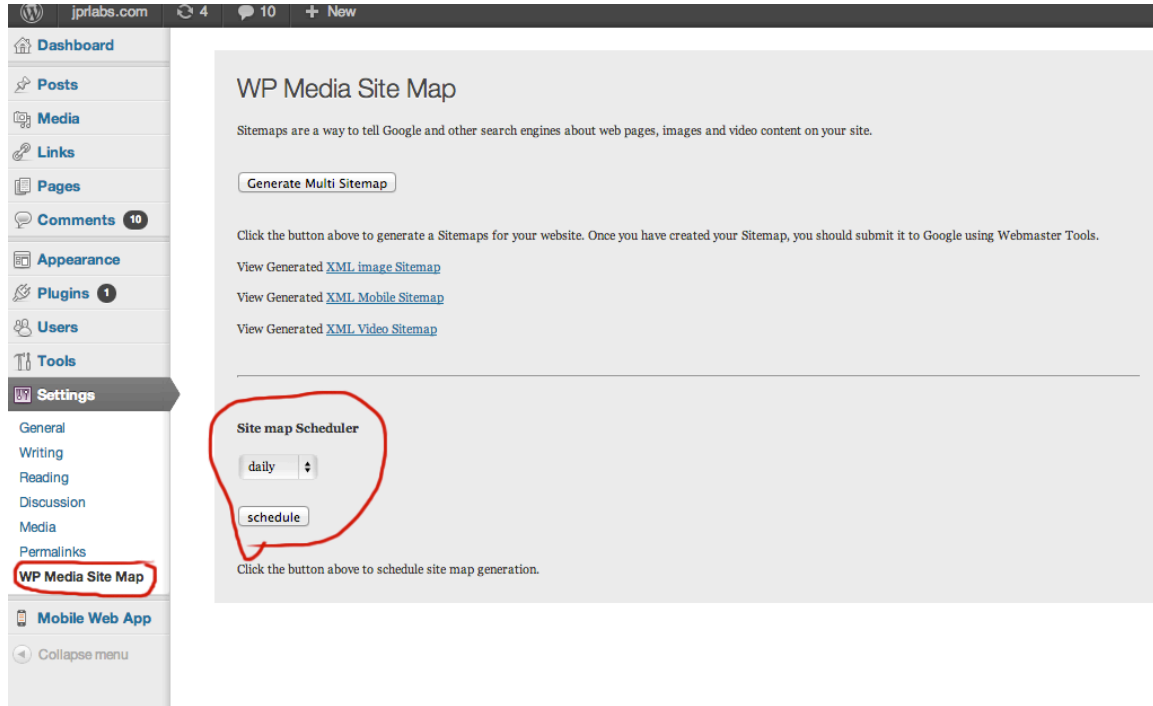 jprlabs.com 4 10 + New
Dashboard
Posts
Media
Links
Pages
Comments 10
Appearance
Plugins 1
Users
Tools
Settings
General
Writing
Reading
Discussion
Media
Permalinks
WP Media Site Map
Mobile Web App
Collapse menu
WP Media Site Map
Sitemaps are a way to tell Google and other search engines about web pages, images and video content on your site.
Generate Multi Sitemap
Click the button above to generate a Sitemaps for your website. Once you have created your Sitemap, you should submit it to Google using Webmaster Tools.
View Generated XML image Sitemap
View Generated XML Mobile Sitemap
View Generated XML Video Sitemap
Site map Scheduler
daily
schedule
Click the button above to schedule site map generation.